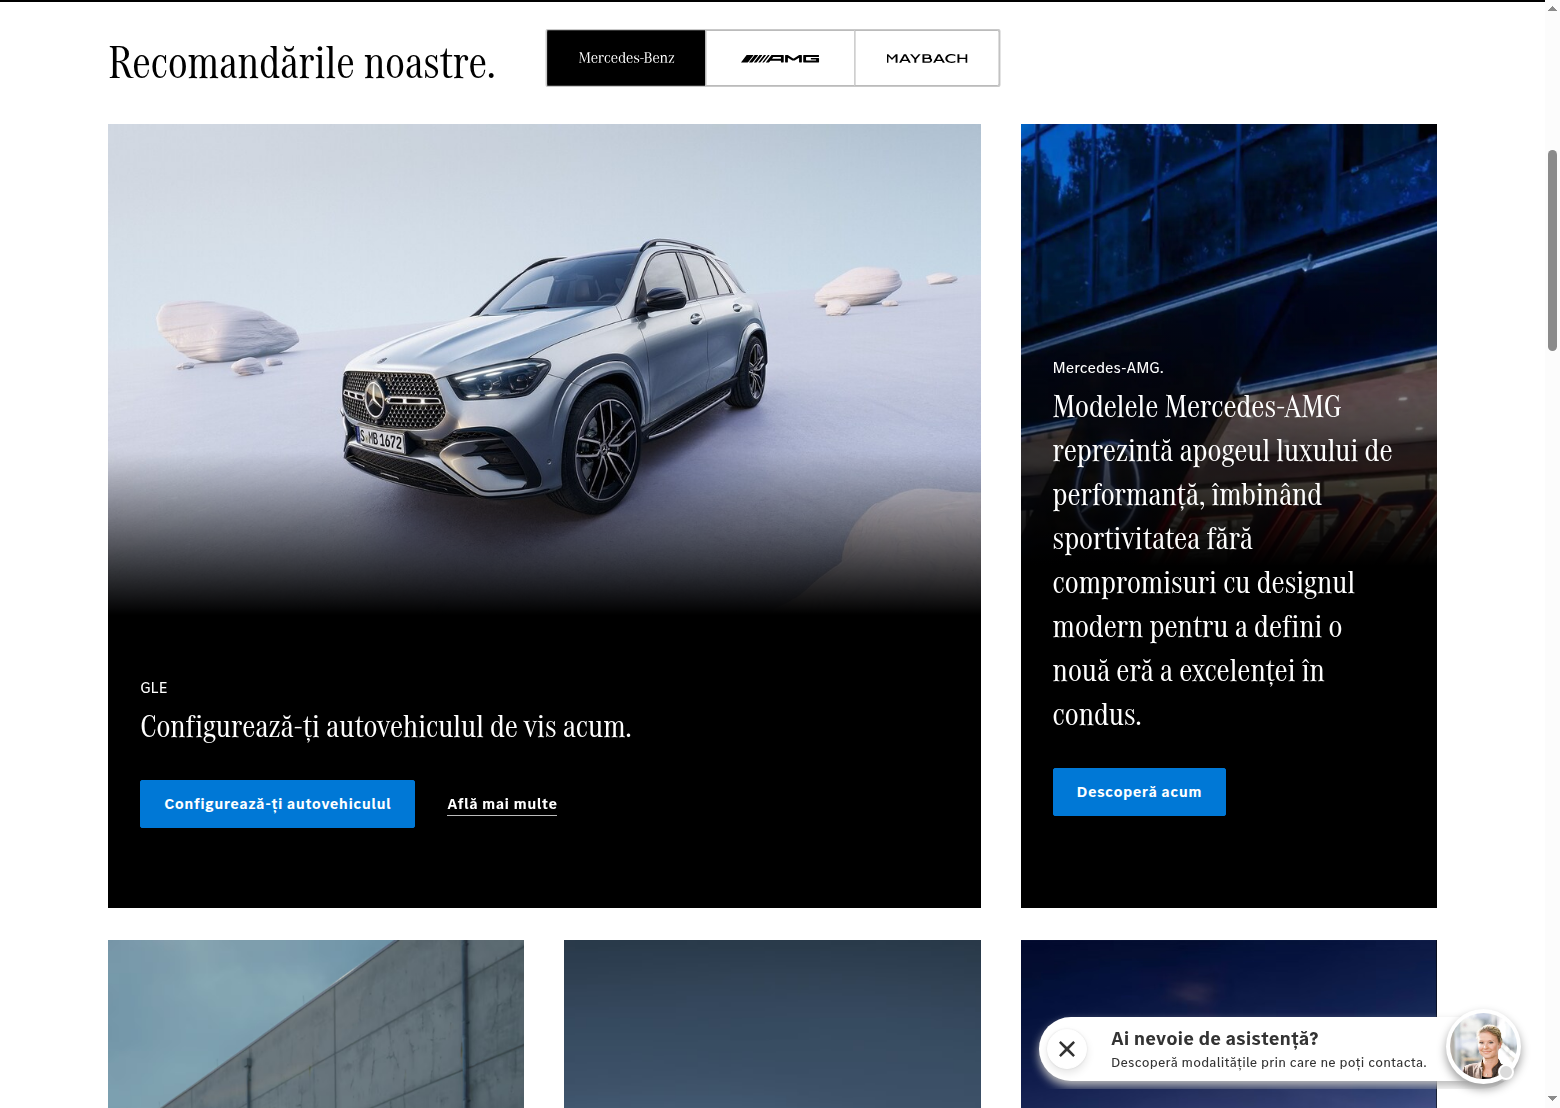 Recomandările noastre.
Mercedes-Benz
AMG
MAYBACH
S MB 1672
Mercedes-AMG.
Modelele Mercedes-AMG
reprezintă apogeul luxului de
performanță, îmbinând
sportivitatea fără
compromisuri cu designul
modern pentru a defini o
nouă eră a excelenței în
condus.
Descoperă acum
GLE
Configurează-ți autovehiculul de vis acum.
Configurează-ți autovehiculul
Află mai multe
Ai nevoie de asistență?
Descoperă modalitățile prin care ne poți contacta.